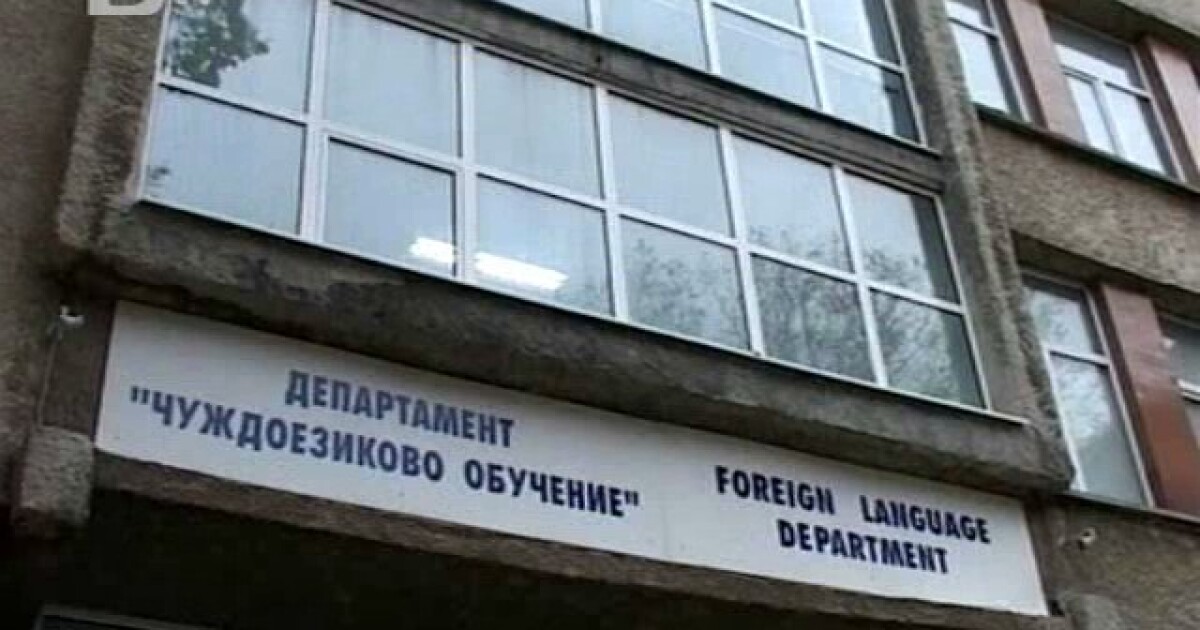 ДЕПАРТАМЕНТ
"ЧУЖДОЕЗИКОВО ОБУЧЕНИЕ"
FOREIGN LANGUAGE
DEPARTMENT